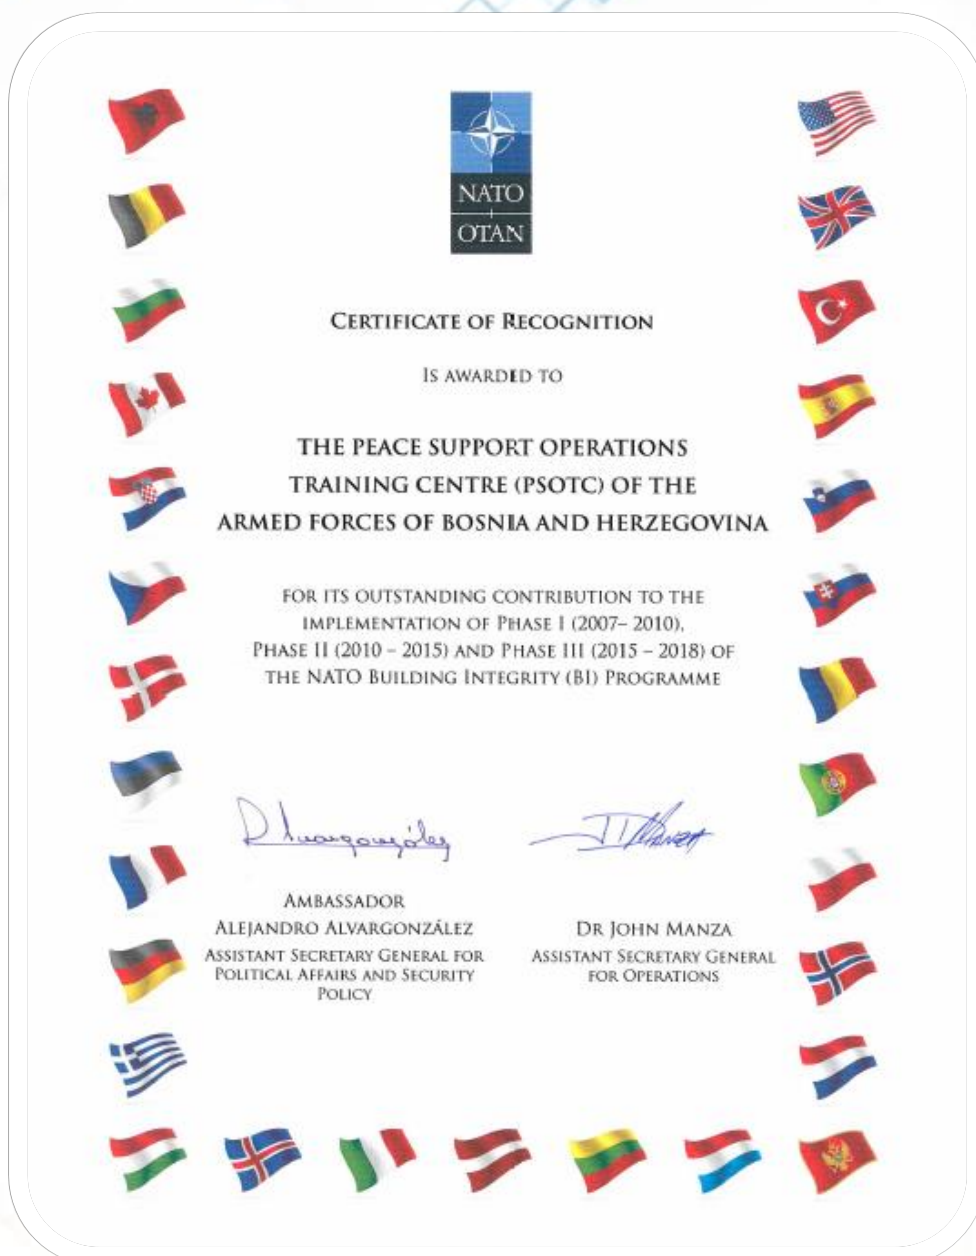 NATO
OTAN
CERTIFICATE OF RECOGNITION
IS AWARDED TO
THE PEACE SUPPORT OPERATIONS
TRAINING CENTRE (PSOTC) OF THE
ARMED FORCES OF BOSNIA AND HERZEGOVINA
FOR ITS OUTSTANDING CONTRIBUTION TO THE
IMPLEMENTATION OF PHASE I (2007– 2010),
PHASE II (2010 – 2015) AND PHASE III (2015 – 2018) OF
THE NATO BUILDING INTEGRITY (BI) PROGRAMME
R Alvargonzález
J T Manza
AMBASSADOR
ALEJANDRO ALVARGONZÁLEZ
ASSISTANT SECRETARY GENERAL FOR
POLITICAL AFFAIRS AND SECURITY
POLICY
DR JOHN MANZA
ASSISTANT SECRETARY GENERAL
FOR OPERATIONS